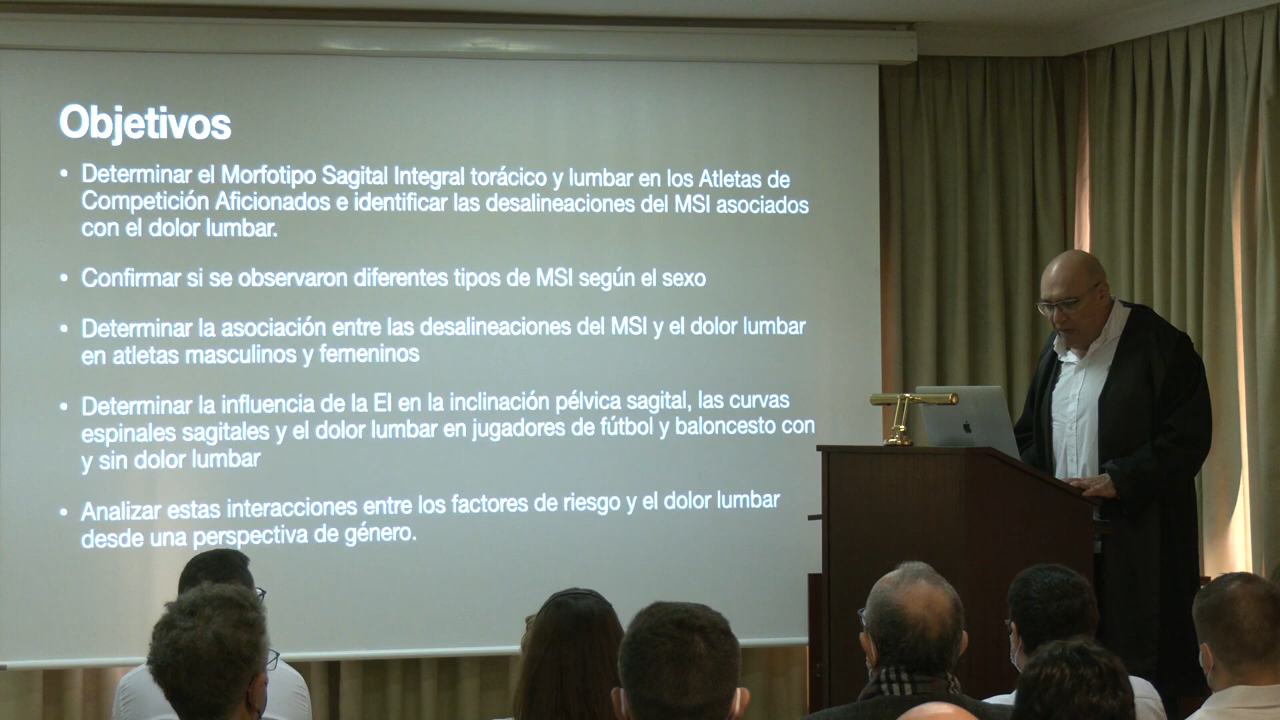 Objetivos
• Determinar el Morfotipo Sagital Integral torácico y lumbar en los Atletas de
Competición Aficionados e identificar las desalineaciones del MSI asociados
con el dolor lumbar.
• Confirmar si se observaron diferentes tipos de MSI según el sexo
• Determinar la asociación entre las desalineaciones del MSI y el dolor lumbar
en atletas masculinos y femeninos
• Determinar la influencia de la EI en la inclinación pélvica sagital, las curvas
espinales sagitales y el dolor lumbar en jugadores de fútbol y baloncesto con
y sin dolor lumbar
• Analizar estas interacciones entre los factores de riesgo y el dolor lumbar
desde una perspectiva de género.